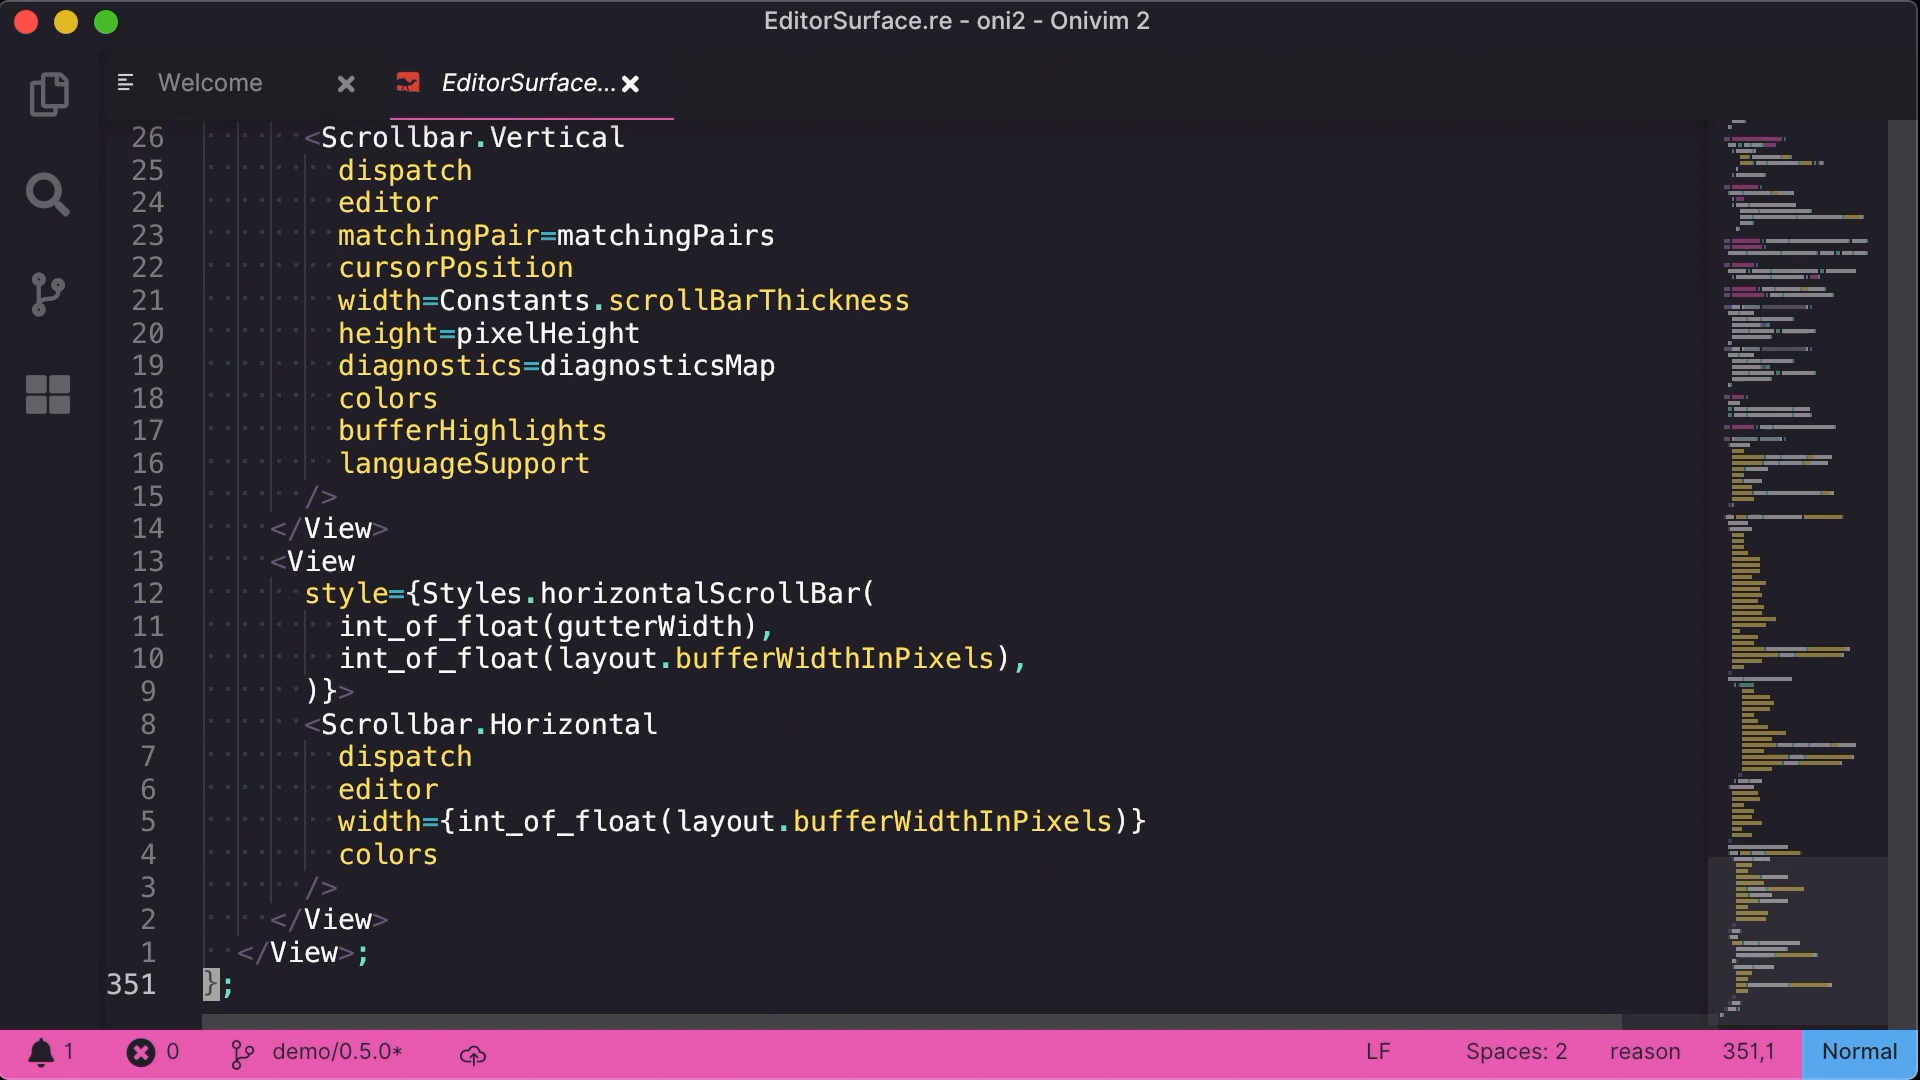 EditorSurface.re - oni2 - Onivim 2
Welcome
EditorSurface...
26 <Scrollbar.Vertical
25 dispatch
24 editor
23 matchingPair=matchingPairs
22 cursorPosition
21 width=Constants.scrollBarThickness
20 height=pixelHeight
19 diagnostics=diagnosticsMap
18 colors
17 bufferHighlights
16 languageSupport
15 />
14 </View>
13 <View
12 style={Styles.horizontalScrollBar(
11 int_of_float(gutterWidth),
10 int_of_float(layout.bufferWidthInPixels),
9 )}>
8 <Scrollbar.Horizontal
7 dispatch
6 editor
5 width={int_of_float(layout.bufferWidthInPixels)}
4 colors
3 />
2 </View>
1 </View>;
351 };
1 0 demo/0.5.0* LF Spaces: 2 reason 351,1 Normal